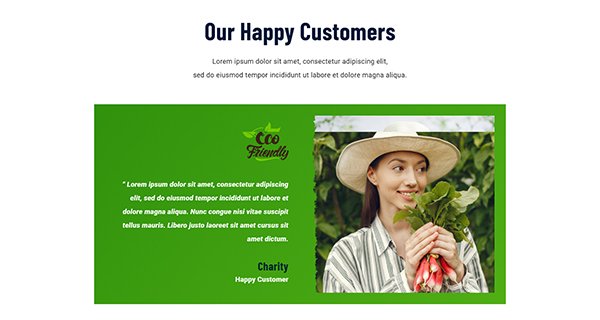 Our Happy Customers
Lorem ipsum dolor sit amet, consectetur adipiscing elit,
sed do eiusmod tempor incididunt ut labore et dolore magna aliqua.
Eco
Friendly
" Lorem ipsum dolor sit amet, consectetur adipiscing
elit, sed do eiusmod tempor incididunt ut labore et
dolore magna aliqua. Nunc congue nisi vitae suscipit
tellus mauris. Libero justo laoreet sit amet cursus sit
amet dictum.
Charity
Happy Customer